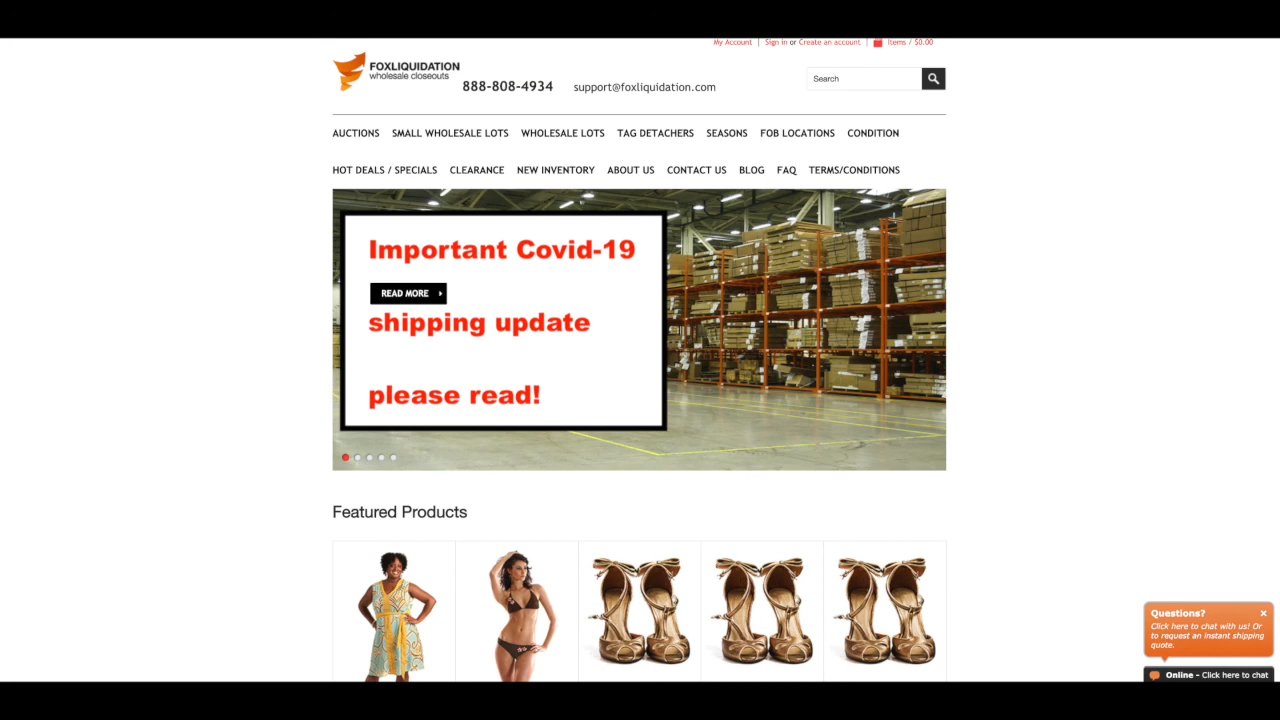 My Account | Sign in or Create an account | Items / $0.00
FOXLIQUIDATION
wholesale closeouts
888-808-4934
support@foxliquidation.com
Search
AUCTIONS SMALL WHOLESALE LOTS WHOLESALE LOTS TAG DETACHERS SEASONS FOB LOCATIONS CONDITION
HOT DEALS / SPECIALS CLEARANCE NEW INVENTORY ABOUT US CONTACT US BLOG FAQ TERMS/CONDITIONS
Important Covid-19
READ MORE
shipping update
please read!
Featured Products
Questions?
Click here to chat with us! Or
to request an instant shipping
quote.
Online - Click here to chat